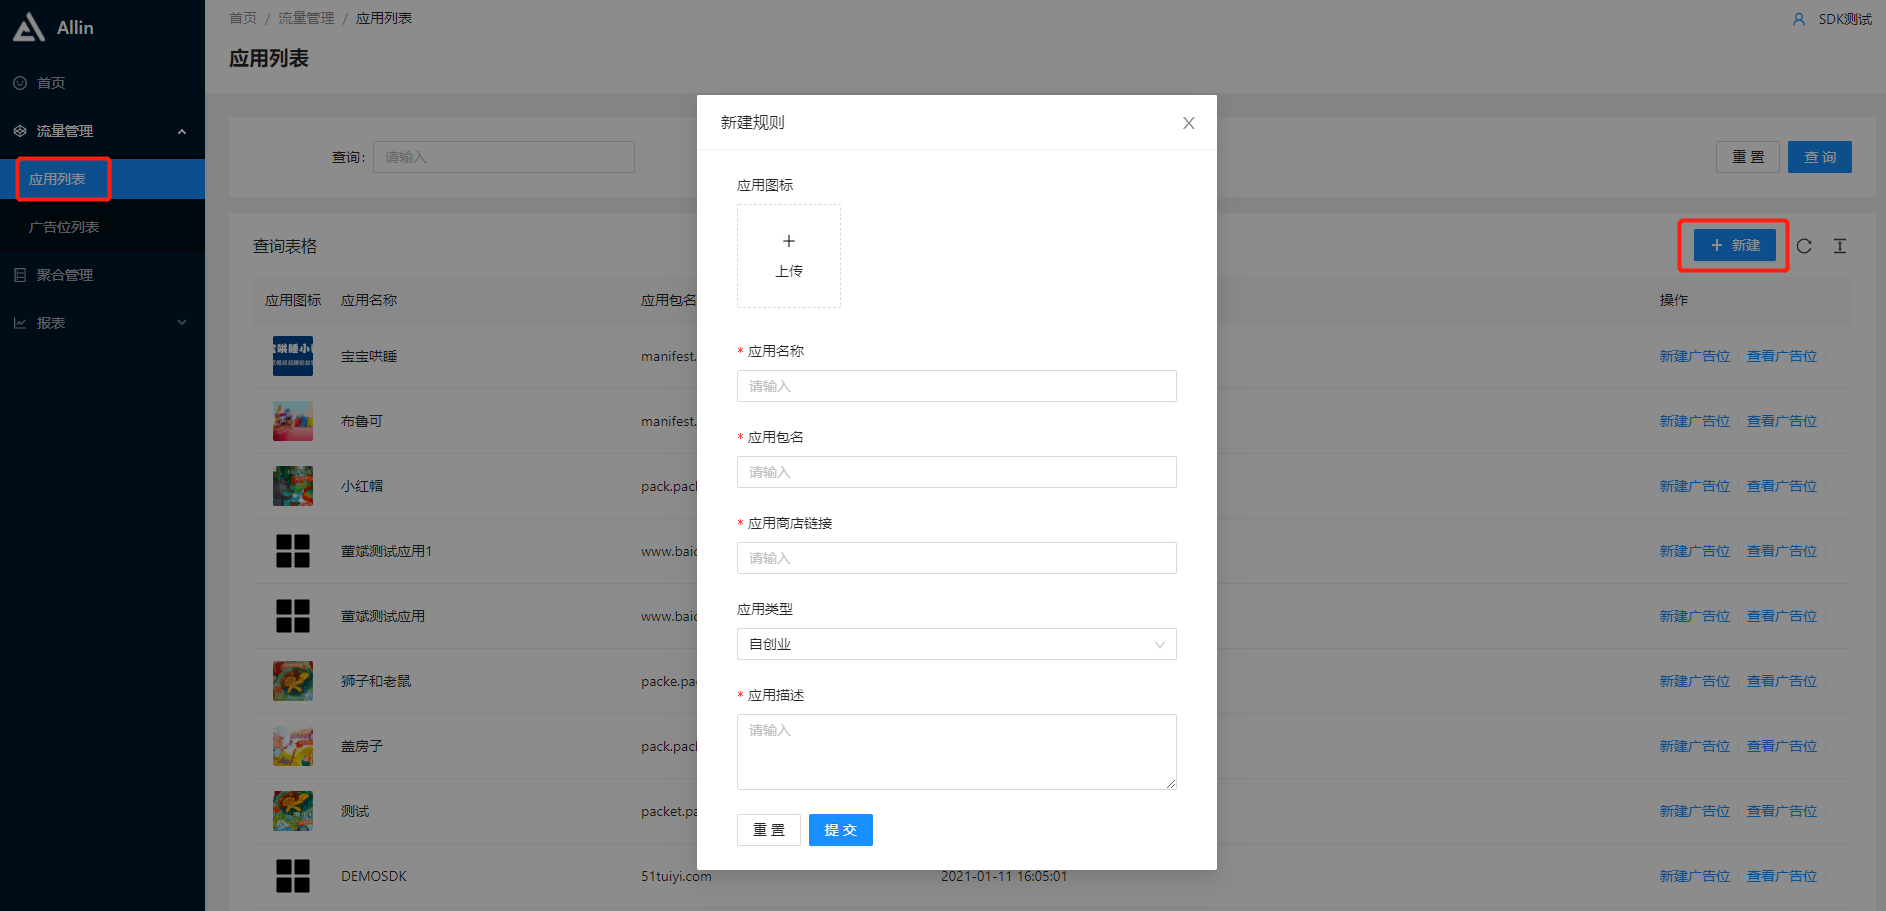 Allin
首页
流量管理
应用列表
广告位列表
聚合管理
报表
首页 / 流量管理 / 应用列表
SDK测试
应用列表
查询:
请输入
重 置
查 询
查询表格
+ 新建
应用图标 应用名称 应用包名 操作
宝宝哄睡 manifest. 新建广告位 查看广告位
布鲁可 manifest. 新建广告位 查看广告位
小红帽 pack.pack 新建广告位 查看广告位
董斌测试应用1 www.baid 新建广告位 查看广告位
董斌测试应用 www.baid 新建广告位 查看广告位
狮子和老鼠 packe.pa 新建广告位 查看广告位
盖房子 pack.pack 新建广告位 查看广告位
测试 packet.pa 新建广告位 查看广告位
DEMOSDK 51tuiyi.com 2021-01-11 16:05:01 新建广告位 查看广告位
新建规则
X
应用图标
+
上传
* 应用名称
请输入
* 应用包名
请输入
* 应用商店链接
请输入
应用类型
自创业
* 应用描述
请输入
重 置
提 交